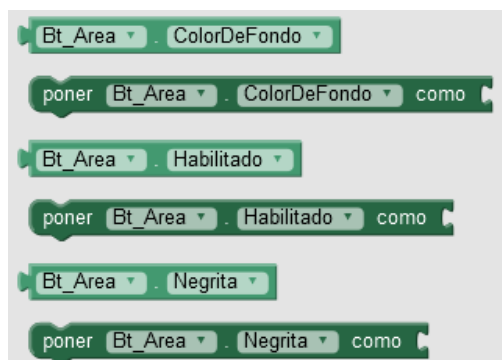 Bt_Area . ColorDeFondo
poner Bt_Area . ColorDeFondo como
Bt_Area . Habilitado
poner Bt_Area . Habilitado como
Bt_Area . Negrita
poner Bt_Area . Negrita como